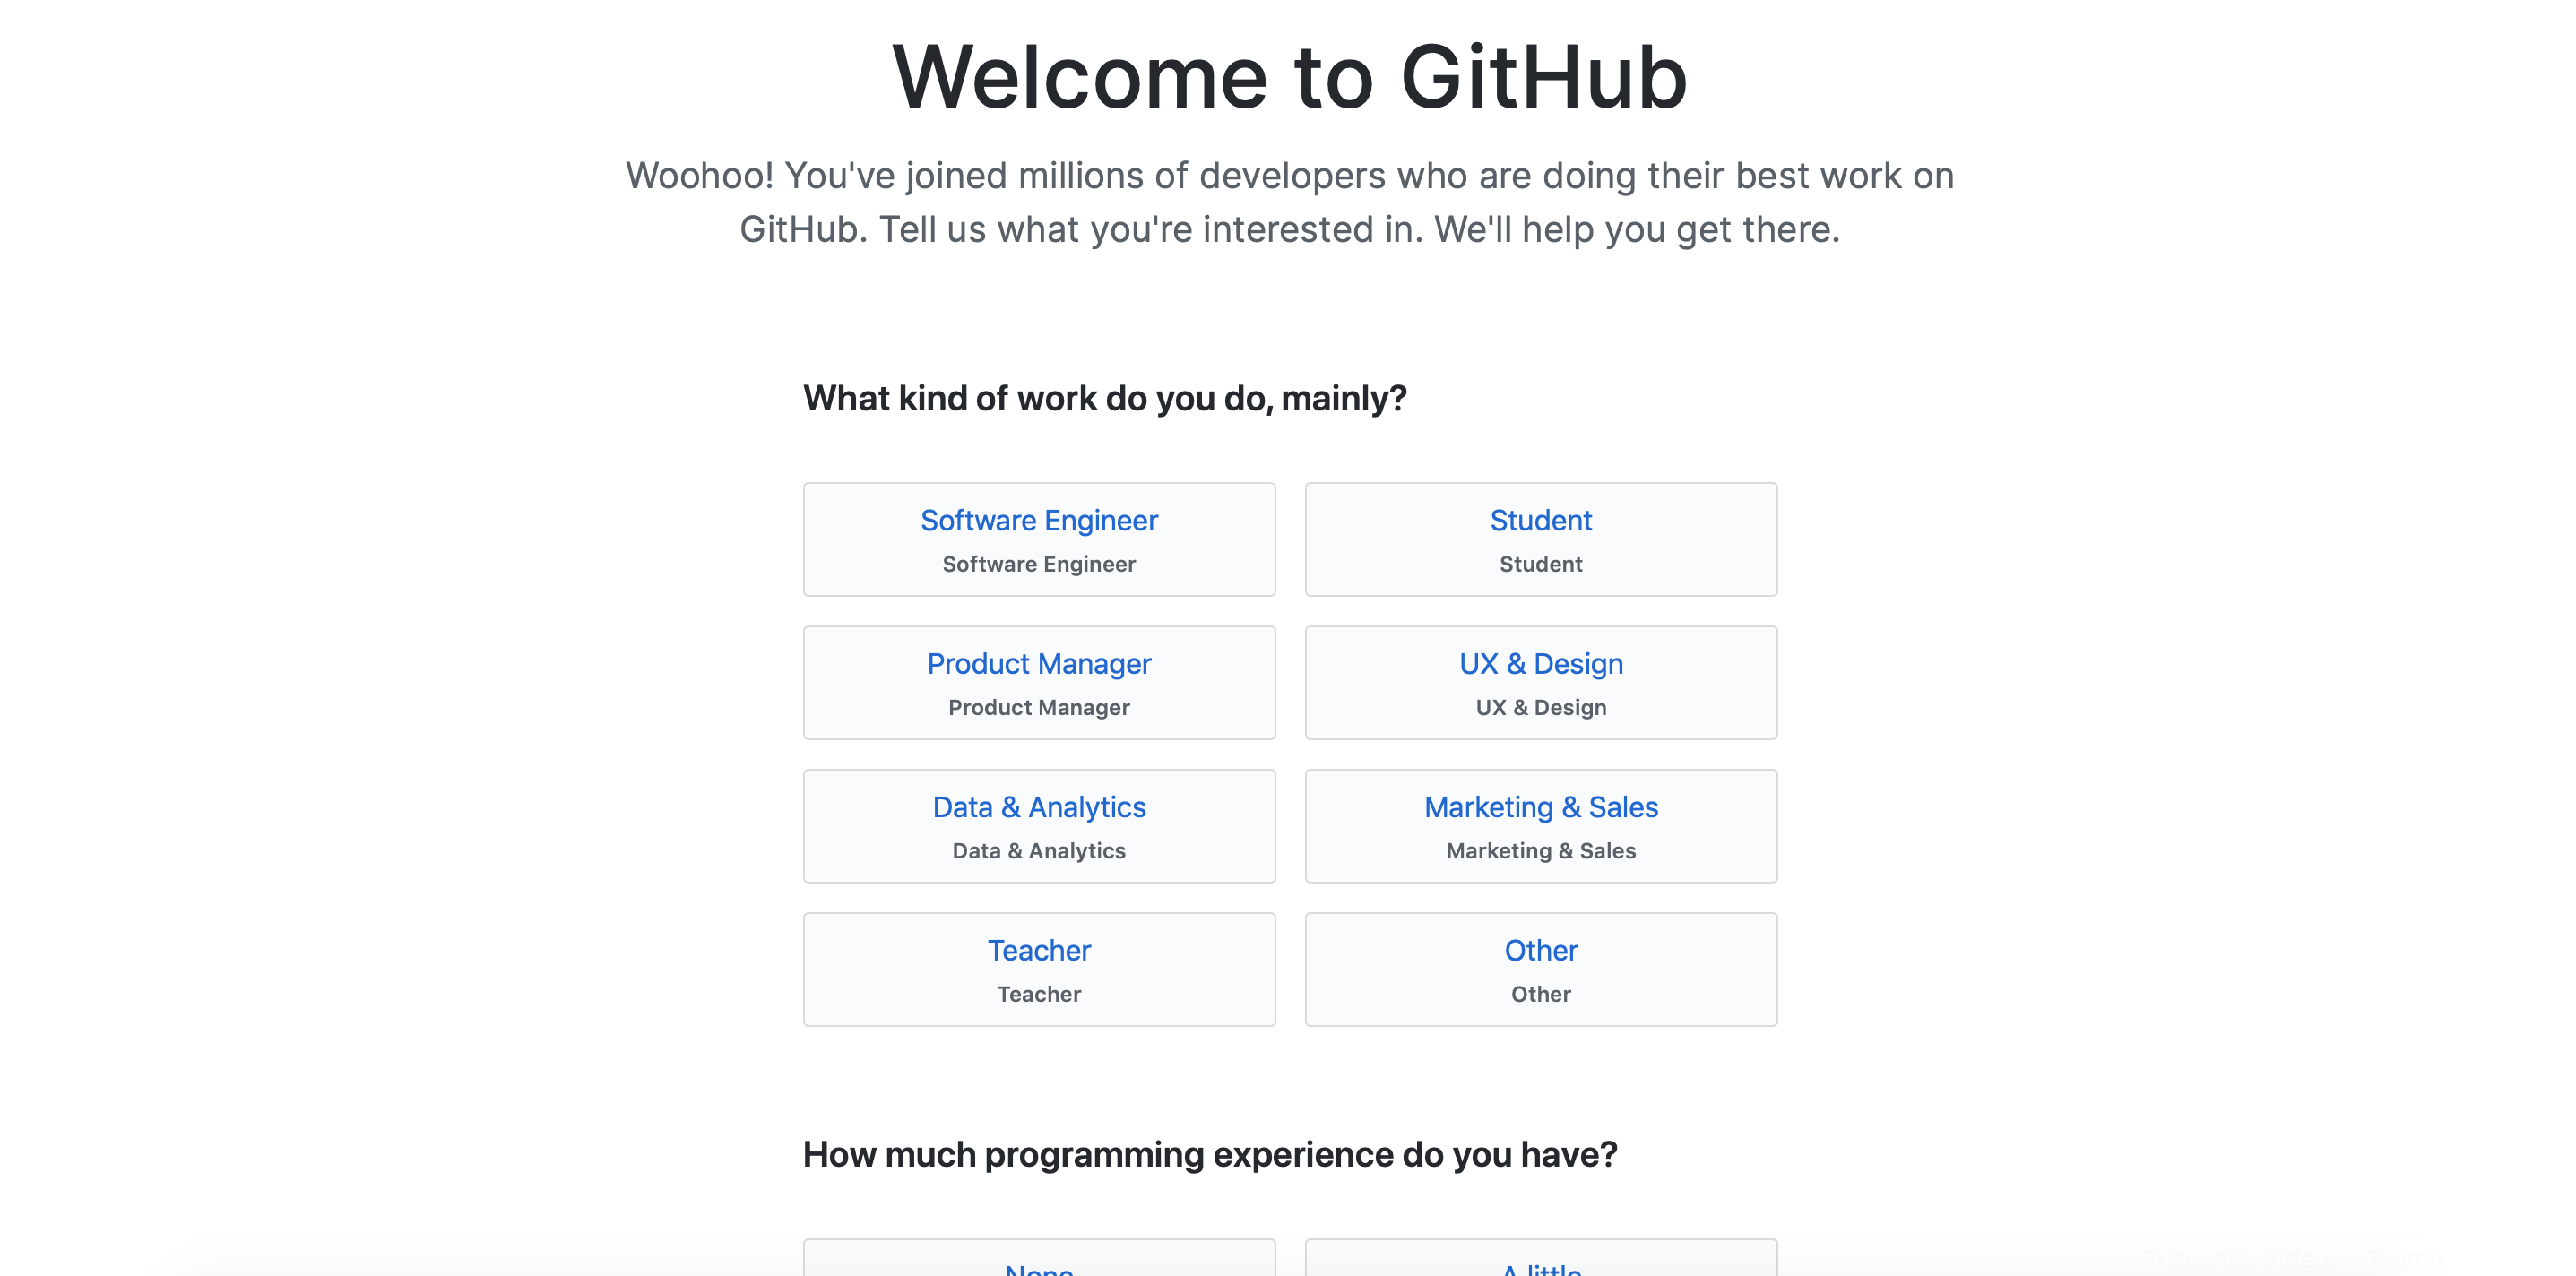 Welcome to GitHub
Woohoo! You've joined millions of developers who are doing their best work on
GitHub. Tell us what you're interested in. We'll help you get there.
What kind of work do you do, mainly?
Software Engineer
Software Engineer
Student
Student
Product Manager
Product Manager
UX & Design
UX & Design
Data & Analytics
Data & Analytics
Marketing & Sales
Marketing & Sales
Teacher
Teacher
Other
Other
How much programming experience do you have?
None
A little